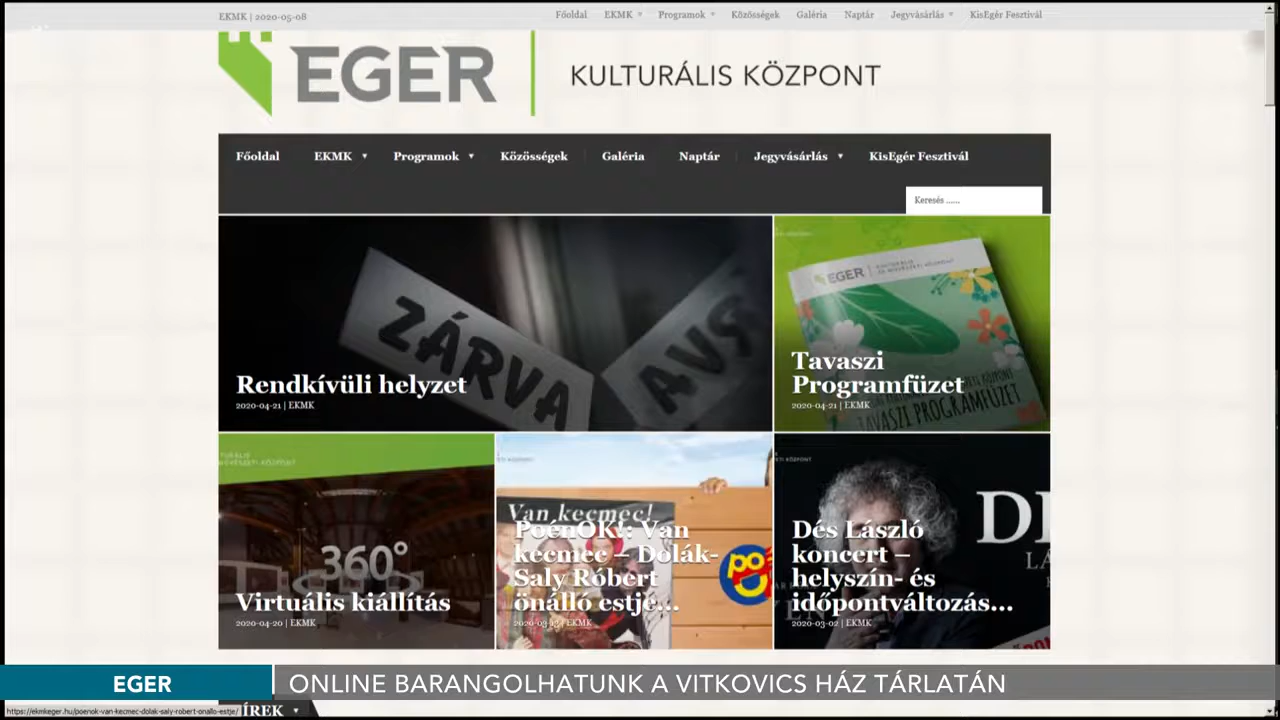 EKMK | 2020-05-08
Főoldal EKMK Programok Közösségek Galéria Naptár Jegyvásárlás KisEgér Fesztivál
EGER KULTURÁLIS KÖZPONT
Főoldal EKMK Programok Közösségek Galéria Naptár Jegyvásárlás KisEgér Fesztivál
Keresés ......
ZÁRVA
Rendkívüli helyzet
2020-04-21 | EKMK
EGER
TAVASZI PROGRAMFÜZET
Tavaszi
Programfüzet
2020-04-21 | EKMK
360°
Virtuális kiállítás
2020-04-20 | EKMK
Van kecmec!
PoénOK!: Van
kecmec – Dolák-
Saly Róbert
önálló estje...
EKMK
Dés László
koncert –
helyszín- és
időpontváltozás...
2020-03-02 | EKMK
EGER
ONLINE BARANGOLHATUNK A VITKOVICS HÁZ TÁRLATÁN
https://ekmkeger.hu/poenok-van-kecmec-dolak-saly-robert-onallo-estje/